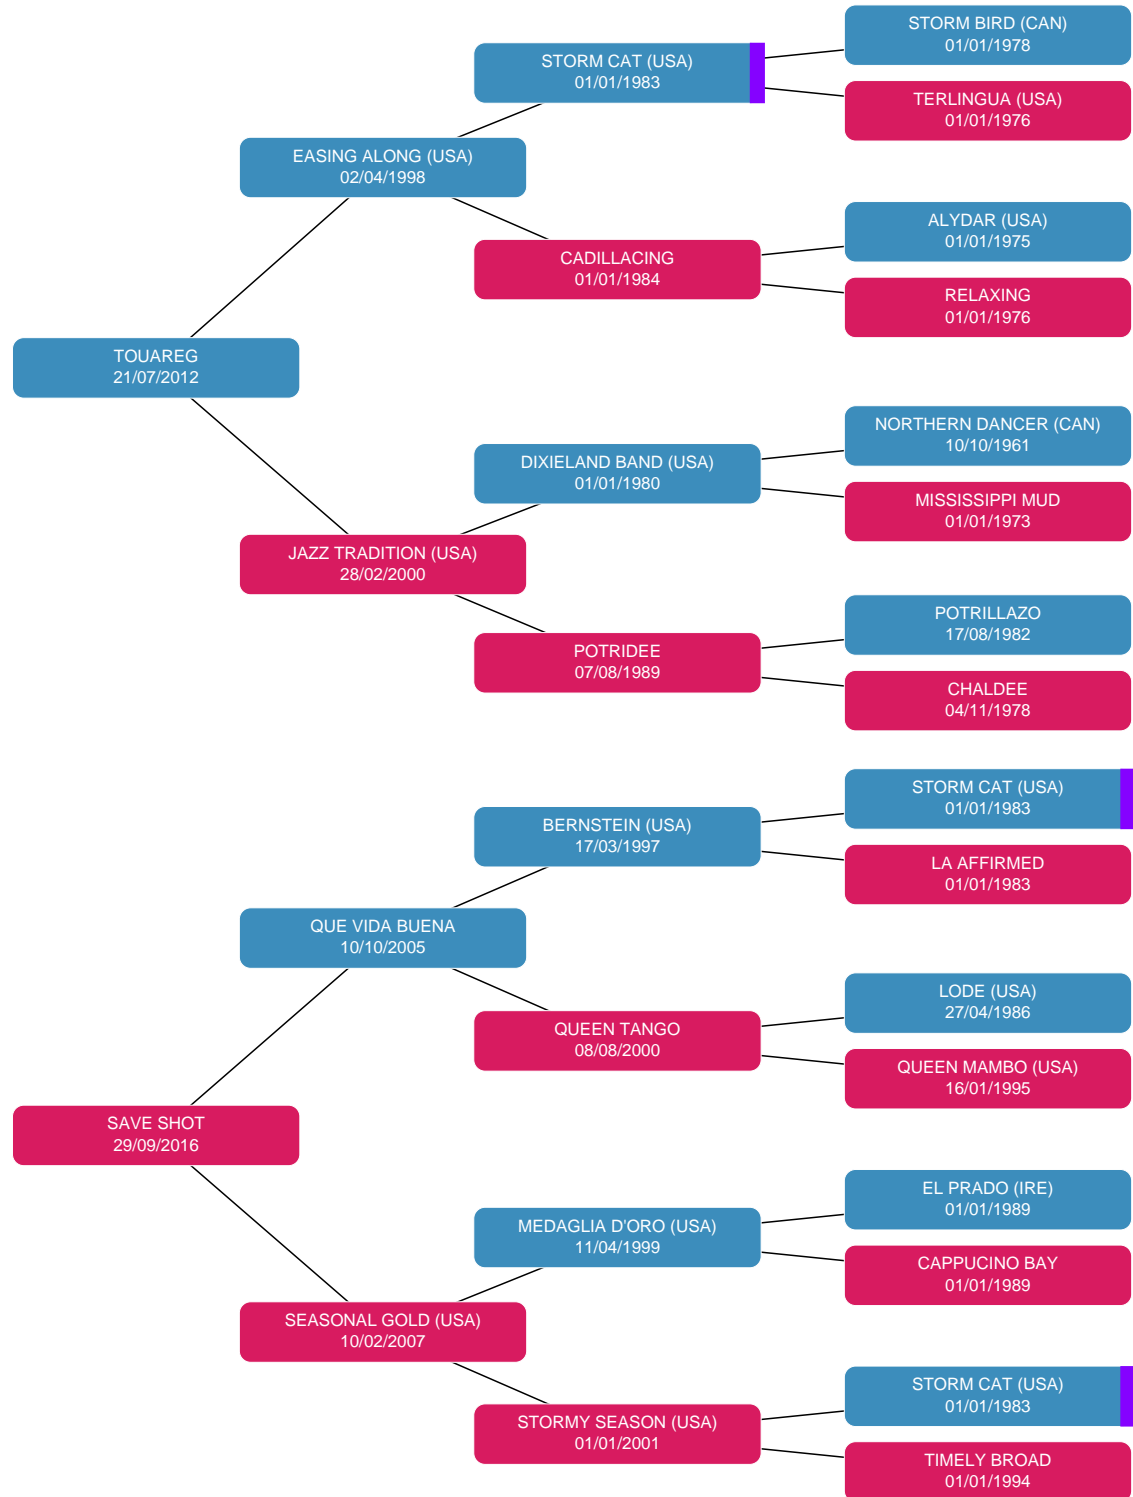 STORM BIRD (CAN)
01/01/1978
STORM CAT (USA)
01/01/1983
TERLINGUA (USA)
01/01/1976
EASING ALONG (USA)
02/04/1998
ALYDAR (USA)
01/01/1975
CADILLACING
01/01/1984
RELAXING
01/01/1976
TOUAREG
21/07/2012
NORTHERN DANCER (CAN)
10/10/1961
DIXIELAND BAND (USA)
01/01/1980
MISSISSIPPI MUD
01/01/1973
JAZZ TRADITION (USA)
28/02/2000
POTRILLAZO
17/08/1982
POTRIDEE
07/08/1989
CHALDEE
04/11/1978
STORM CAT (USA)
01/01/1983
BERNSTEIN (USA)
17/03/1997
LA AFFIRMED
01/01/1983
QUE VIDA BUENA
10/10/2005
LODE (USA)
27/04/1986
QUEEN TANGO
08/08/2000
QUEEN MAMBO (USA)
16/01/1995
SAVE SHOT
29/09/2016
EL PRADO (IRE)
01/01/1989
MEDAGLIA D'ORO (USA)
11/04/1999
CAPPUCINO BAY
01/01/1989
SEASONAL GOLD (USA)
10/02/2007
STORM CAT (USA)
01/01/1983
STORMY SEASON (USA)
01/01/2001
TIMELY BROAD
01/01/1994